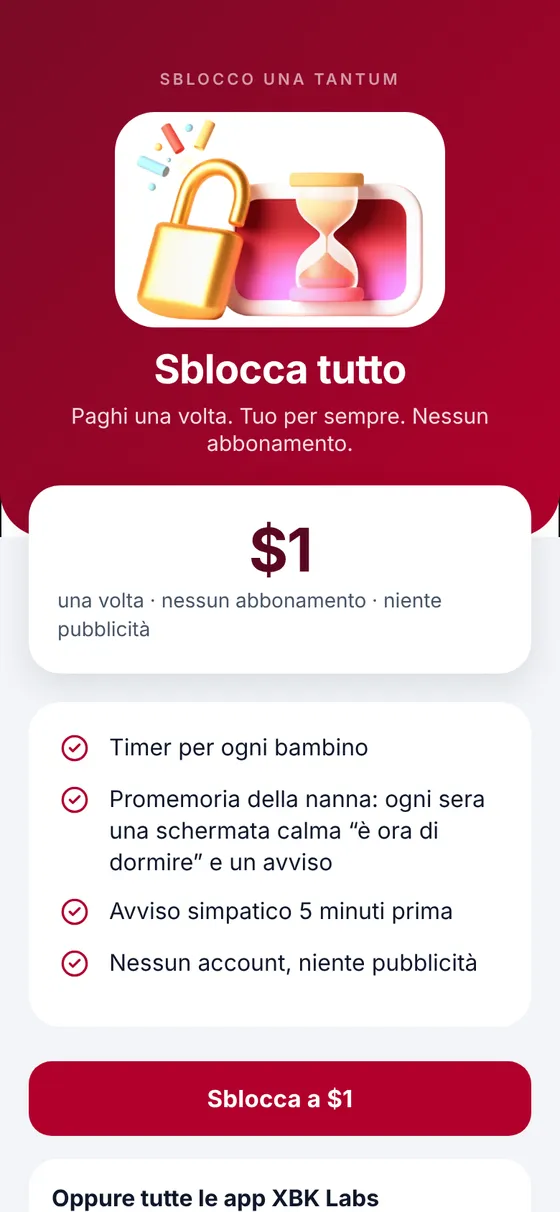 SBLOCCO UNA TANTUM
Sblocca tutto
Paghi una volta. Tuo per sempre. Nessun
abbonamento.
$1
una volta · nessun abbonamento · niente
pubblicità
Timer per ogni bambino
Promemoria della nanna: ogni sera
una schermata calma “è ora di
dormire” e un avviso
Avviso simpatico 5 minuti prima
Nessun account, niente pubblicità
Sblocca a $1
Oppure tutte le app XBK Labs